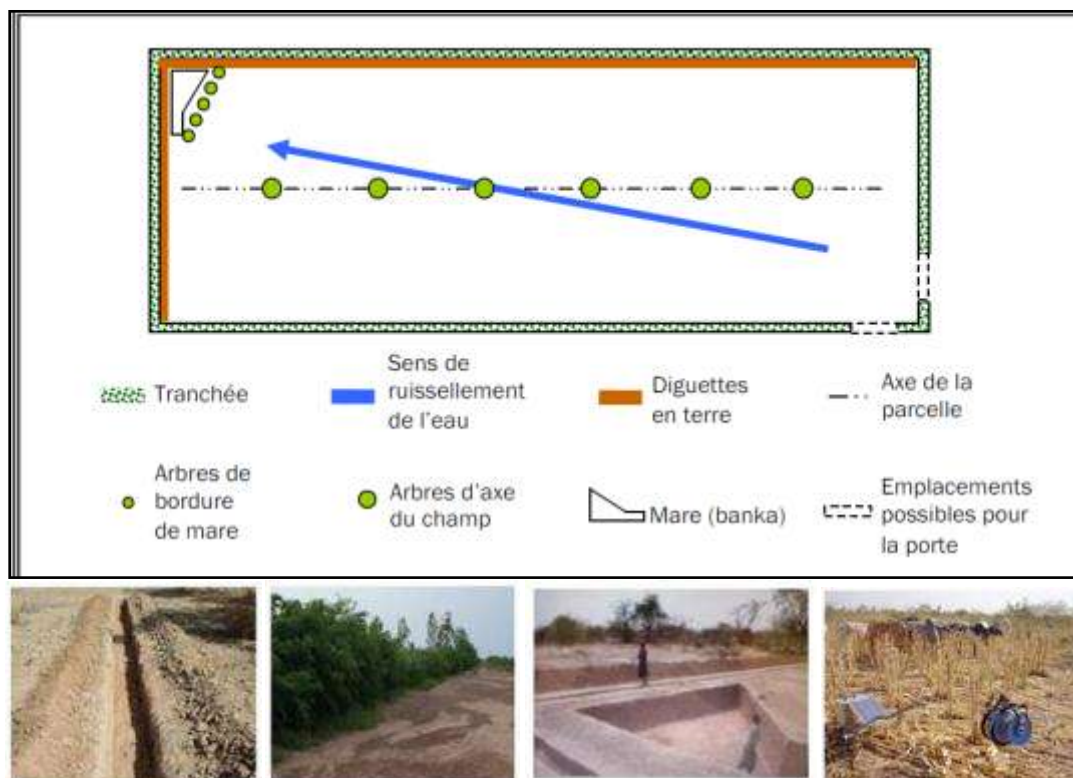 Tranchée
Sens de
ruissellement
de l'eau
Diguettes
en terre
Axe de la
parcelle
Arbres de
bordure
de mare
Arbres d'axe
du champ
Mare (banka)
Emplacements
possibles pour
la porte